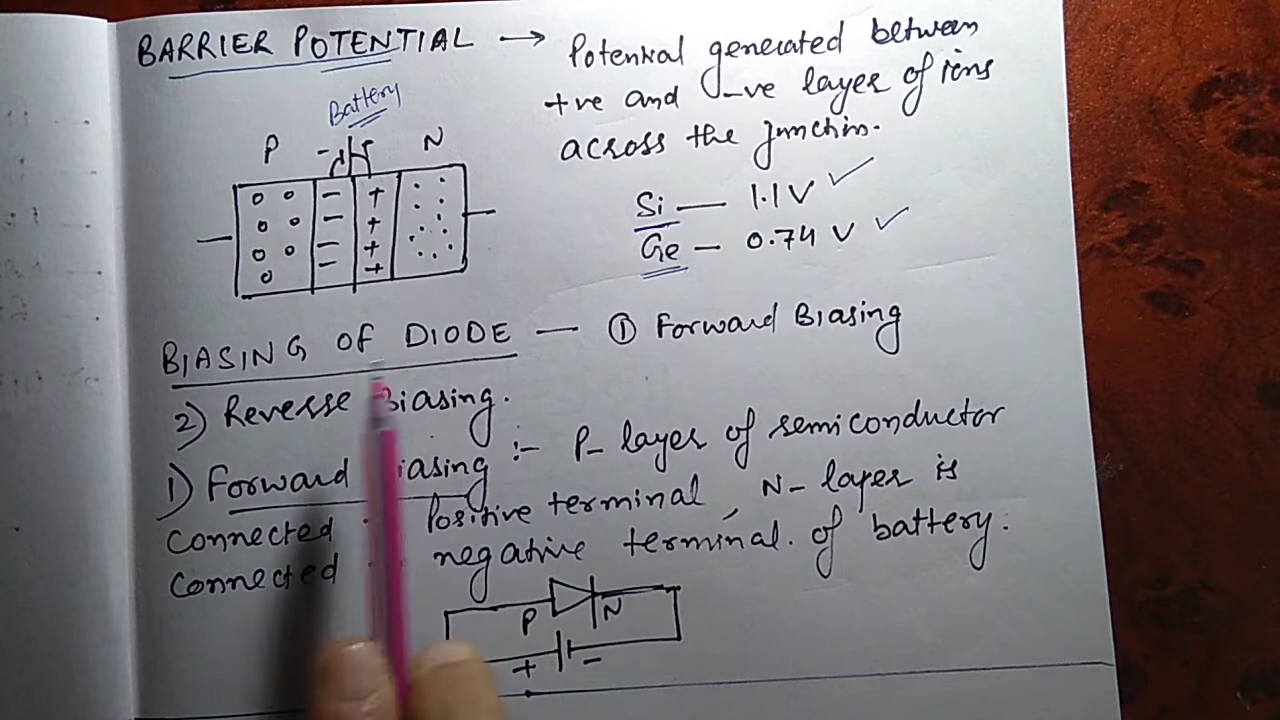 BARRIER POTENTIAL → Potential generated between
+ve and -ve layer of ions
across the junction.
Battery
P - + N
Si — 1.1V ✓
Ge — 0.74 V ✓
BIASING OF DIODE — ① Forward Biasing
2) Reverse Biasing.
1) Forward Biasing :- P- layer of semiconductor
connected Positive terminal, N- layer is
connected negative terminal. of battery.
P N
+ -